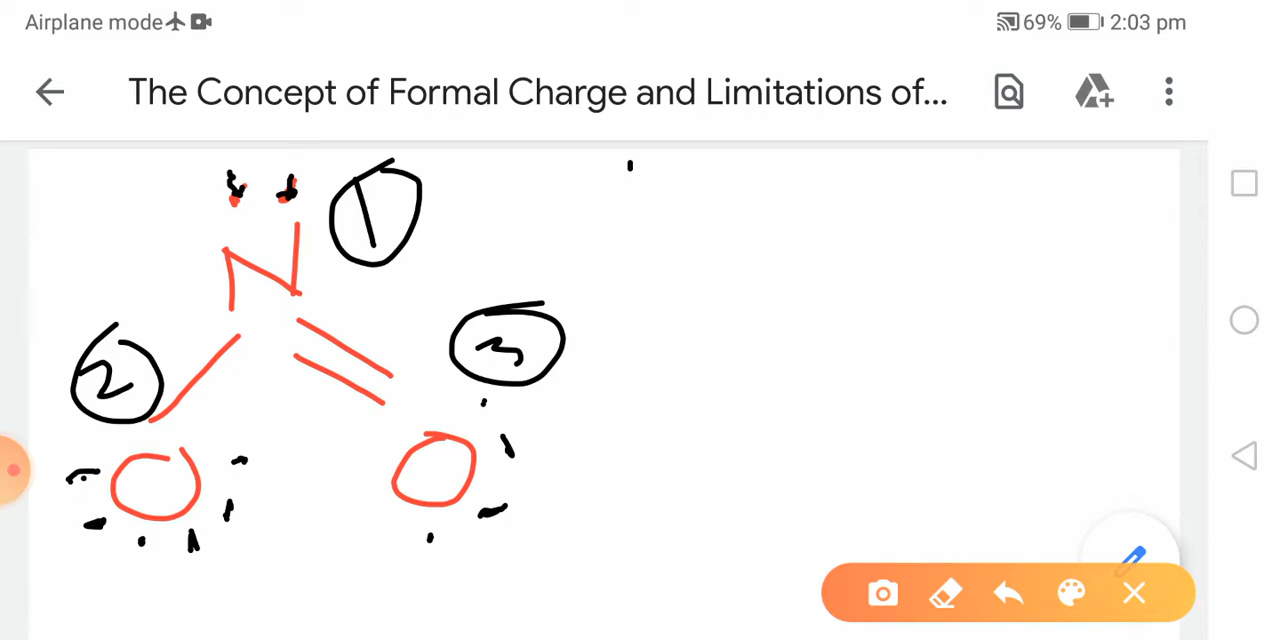 Airplane mode
69% 2:03 pm
The Concept of Formal Charge and Limitations of...
1
N
2
3
O
O